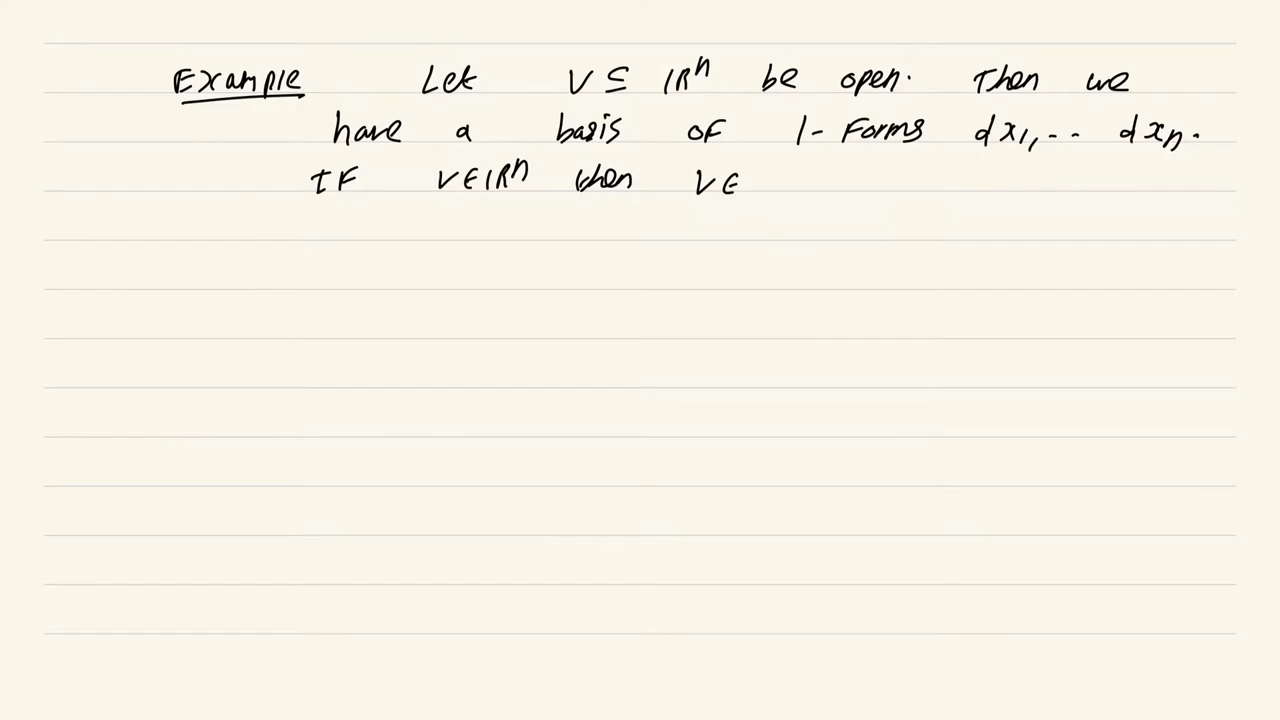 Example Let V ⊆ ℝⁿ be open. Then we
have a basis of 1-Forms dx₁,.. dxₙ.
IF v∈ℝⁿ then v∈